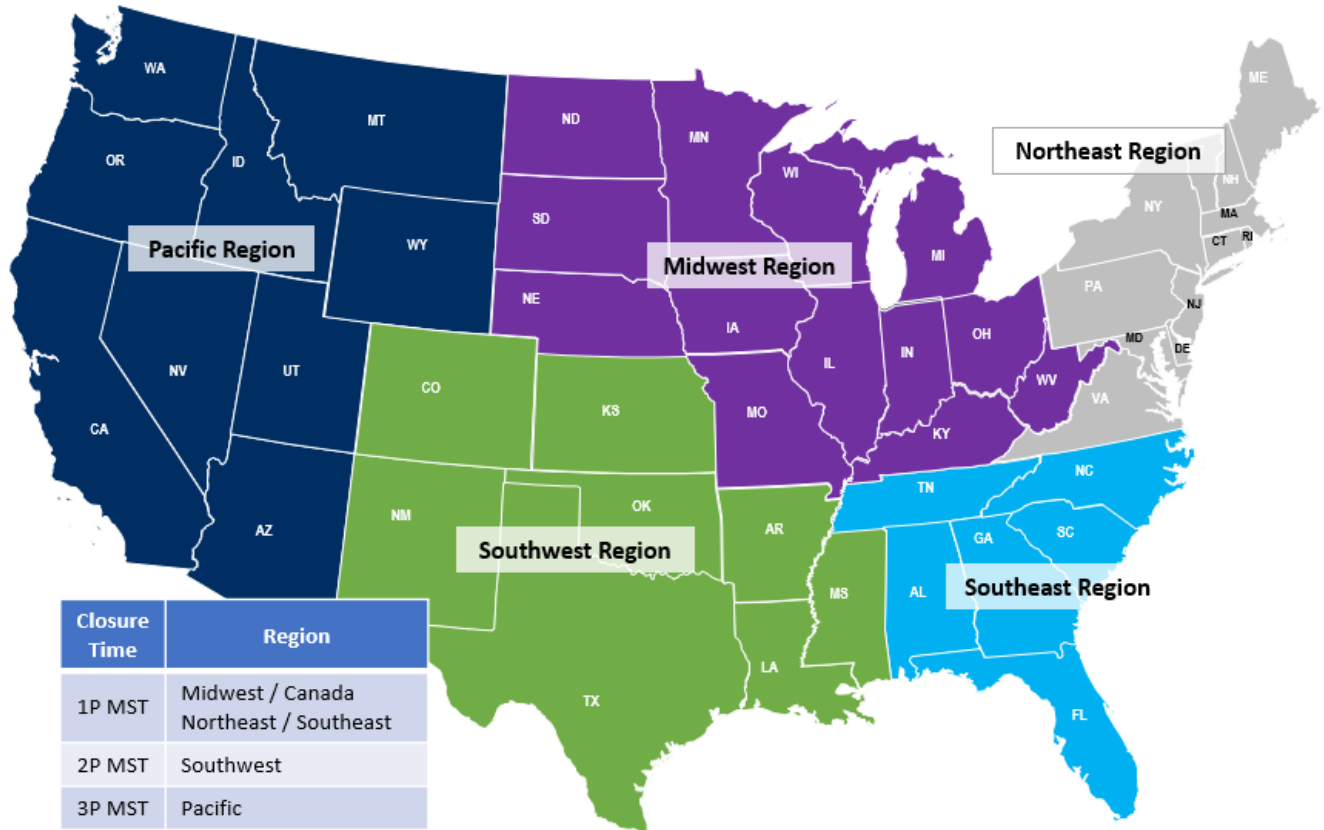 ME
WA
ND
MT
MN
Northeast Region
OR
ID
WI
NH
NY
MA
SD
CT
RI
Pacific Region
WY
Midwest Region
MI
PA
NE
NJ
IA
OH
MD
DE
IL
IN
NV
UT
CO
WV
VA
KS
MO
CA
KY
NC
TN
OK
NM
AZ
AR
SC
GA
Southwest Region
Southeast Region
MS
AL
LA
TX
FL
Closure Time
Region
1P MST
Midwest / Canada
Northeast / Southeast
2P MST
Southwest
3P MST
Pacific